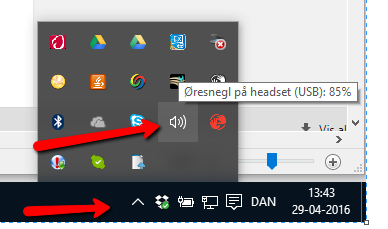 Øresnegl på headset (USB): 85%
Vis al
DAN
13:43
29-04-2016